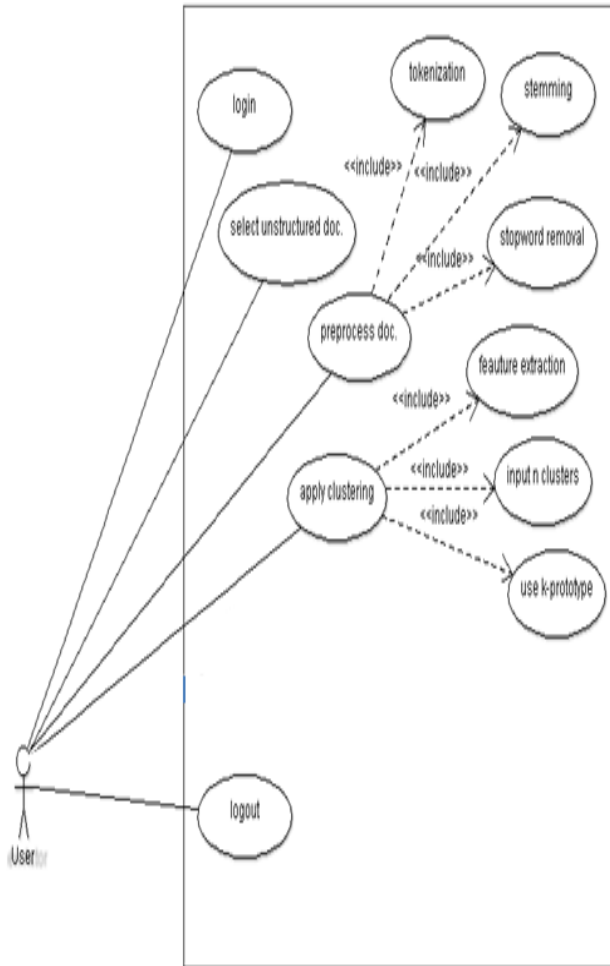 tokenization
stemming
login
<<include>>
<<include>>
select unstructured doc.
stopword removal
<<include>>
preprocess doc.
feauture extraction
<<include>>
apply clustering
<<include>>
input n clusters
<<include>>
use k-prototype
logout
User